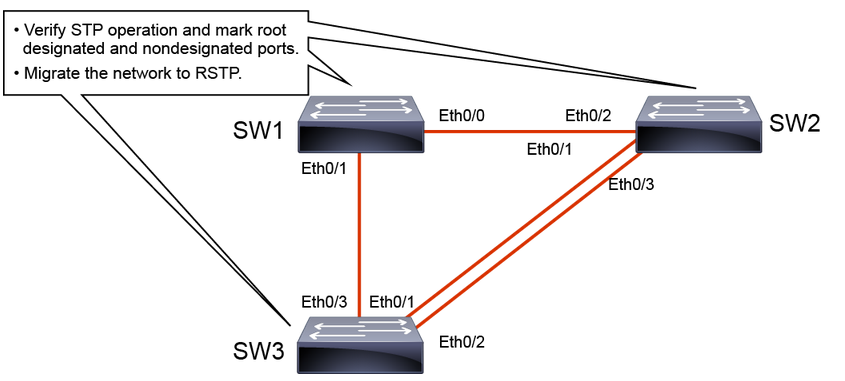 • Verify STP operation and mark root
designated and nondesignated ports.
• Migrate the network to RSTP.
SW1
Eth0/0
Eth0/2
SW2
Eth0/1
Eth0/1
Eth0/3
Eth0/3
Eth0/1
SW3
Eth0/2